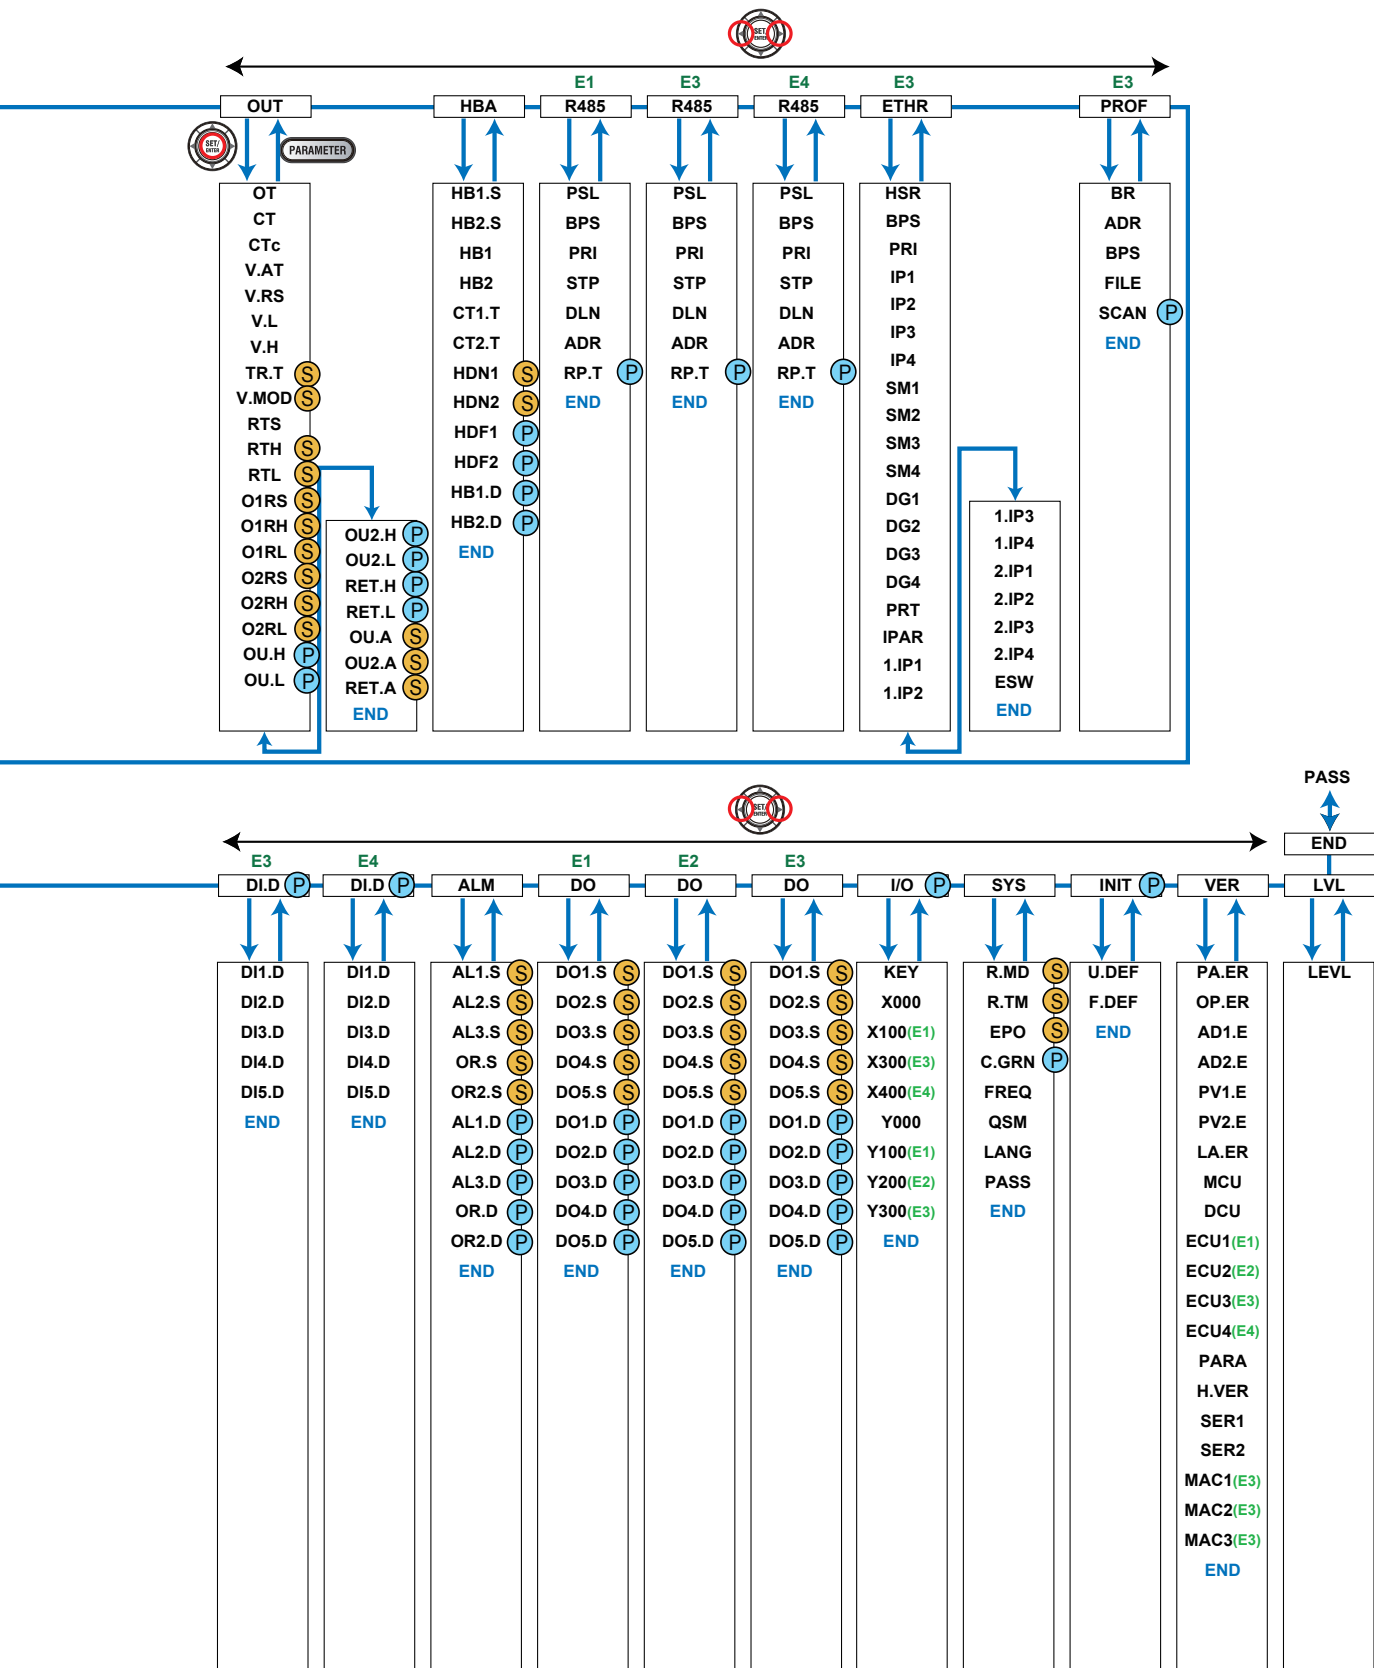 SET/
ENTER
E1
E3
E4
E3
E3
OUT
HBA
R485
R485
R485
ETHR
PROF
SET/
ENTER
PARAMETER
OT
CT
CTc
V.AT
V.RS
V.L
V.H
TR.T S
V.MOD S
RTS
RTH S
RTL S
O1RS S
O1RH S
O1RL S
O2RS S
O2RH S
O2RL S
OU.H P
OU.L P
OU2.H P
OU2.L P
RET.H P
RET.L P
OU.A S
OU2.A S
RET.A S
END
HB1.S
HB2.S
HB1
HB2
CT1.T
CT2.T
HDN1 S
HDN2 S
HDF1 P
HDF2 P
HB1.D P
HB2.D P
END
PSL
BPS
PRI
STP
DLN
ADR
RP.T P
END
PSL
BPS
PRI
STP
DLN
ADR
RP.T P
END
PSL
BPS
PRI
STP
DLN
ADR
RP.T P
END
HSR
BPS
PRI
IP1
IP2
IP3
IP4
SM1
SM2
SM3
SM4
DG1
DG2
DG3
DG4
PRT
IPAR
1.IP1
1.IP2
1.IP3
1.IP4
2.IP1
2.IP2
2.IP3
2.IP4
ESW
END
BR
ADR
BPS
FILE
SCAN P
END
PASS
SET/
ENTER
END
E3
E4
E1
E2
E3
DI.D P
DI.D P
ALM
DO
DO
DO
I/O P
SYS
INIT P
VER
LVL
DI1.D
DI2.D
DI3.D
DI4.D
DI5.D
END
DI1.D
DI2.D
DI3.D
DI4.D
DI5.D
END
AL1.S S
AL2.S S
AL3.S S
OR.S S
OR2.S S
AL1.D P
AL2.D P
AL3.D P
OR.D P
OR2.D P
END
DO1.S S
DO2.S S
DO3.S S
DO4.S S
DO5.S S
DO1.D P
DO2.D P
DO3.D P
DO4.D P
DO5.D P
END
DO1.S S
DO2.S S
DO3.S S
DO4.S S
DO5.S S
DO1.D P
DO2.D P
DO3.D P
DO4.D P
DO5.D P
END
DO1.S S
DO2.S S
DO3.S S
DO4.S S
DO5.S S
DO1.D P
DO2.D P
DO3.D P
DO4.D P
DO5.D P
END
KEY
X000
X100(E1)
X300(E3)
X400(E4)
Y000
Y100(E1)
Y200(E2)
Y300(E3)
END
R.MD S
R.TM S
EPO S
C.GRN P
FREQ
QSM
LANG
PASS
END
U.DEF
F.DEF
END
PA.ER
OP.ER
AD1.E
AD2.E
PV1.E
PV2.E
LA.ER
MCU
DCU
ECU1(E1)
ECU2(E2)
ECU3(E3)
ECU4(E4)
PARA
H.VER
SER1
SER2
MAC1(E3)
MAC2(E3)
MAC3(E3)
END
LEVL